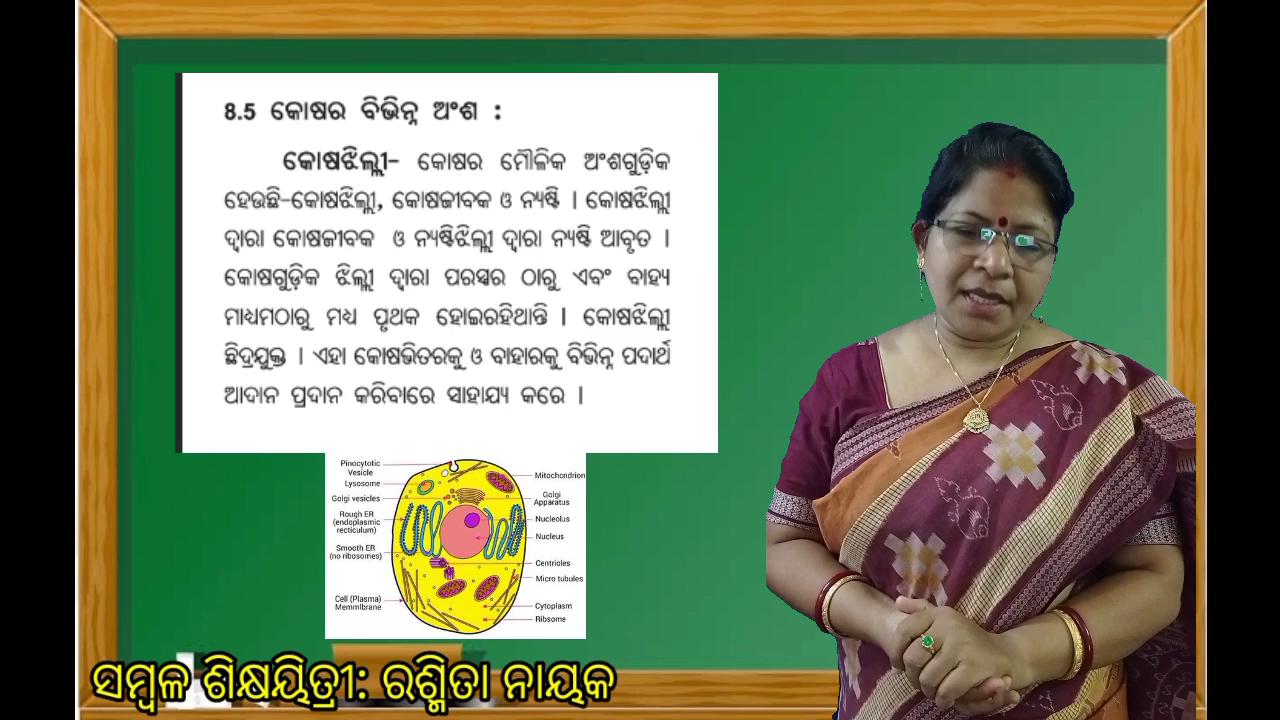 8.5 କୋଷର ବିଭିନ୍ନ ଅଂଶ :
କୋଷଝିଲ୍ଲୀ– କୋଷର ମୌଳିକ ଅଂଶଗୁଡ଼ିକ
ହେଉଛି–କୋଷଝିଲ୍ଲୀ, କୋଷଜୀବକ ଓ ନ୍ୟଷ୍ଟି । କୋଷଝିଲ୍ଲୀ
ଦ୍ୱାରା କୋଷଜୀବକ ଓ ନ୍ୟଷ୍ଟିଝିଲ୍ଲୀ ଦ୍ୱାରା ନ୍ୟଷ୍ଟି ଆବୃତ ।
କୋଷଗୁଡ଼ିକ ଝିଲ୍ଲୀ ଦ୍ୱାରା ପରସ୍ପର ଠାରୁ ଏବଂ ବାହ୍ୟ
ମାଧ୍ୟମଠାରୁ ମଧ୍ୟ ପୃଥକ ହୋଇରହିଥାନ୍ତି । କୋଷଝିଲ୍ଲୀ
ଛିଦ୍ରଯୁକ୍ତ । ଏହା କୋଷଭିତରକୁ ଓ ବାହାରକୁ ବିଭିନ୍ନ ପଦାର୍ଥ
ଆଦାନ ପ୍ରଦାନ କରିବାରେ ସାହାଯ୍ୟ କରେ ।
Pinocytotic
Vesicle
Lysosome
Golgi vesicles
Rough ER
(endoplasmic
recticulum)
Smooth ER
(no ribosomes)
Cell (Plasma)
Memmlbrane
Mitochondrion
Golgi
Apparatus
Nucleolus
Nucleus
Centrioles
Micro tubules
Cytoplasm
Ribsome
ସମ୍ବଳ ଶିକ୍ଷୟିତ୍ରୀ: ରଶ୍ମିତା ନାୟକ